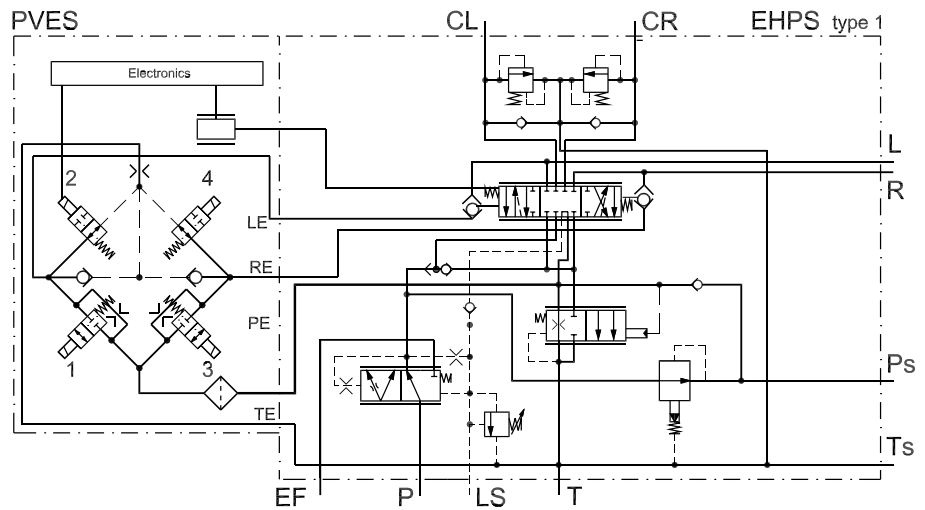 PVES CL CR EHPS type 1
Electronics
L
2 4
R
LE
RE
PE
1 3
Ps
TE
Ts
EF P LS T